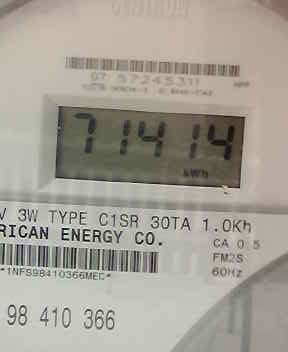 07 57245311
71414
kWh
V 3W TYPE C1SR 30TA 1.0Kh
RICAN ENERGY CO.
CA 0.5
FM2S
*1NFS98410366MEC*
60Hz
98 410 366